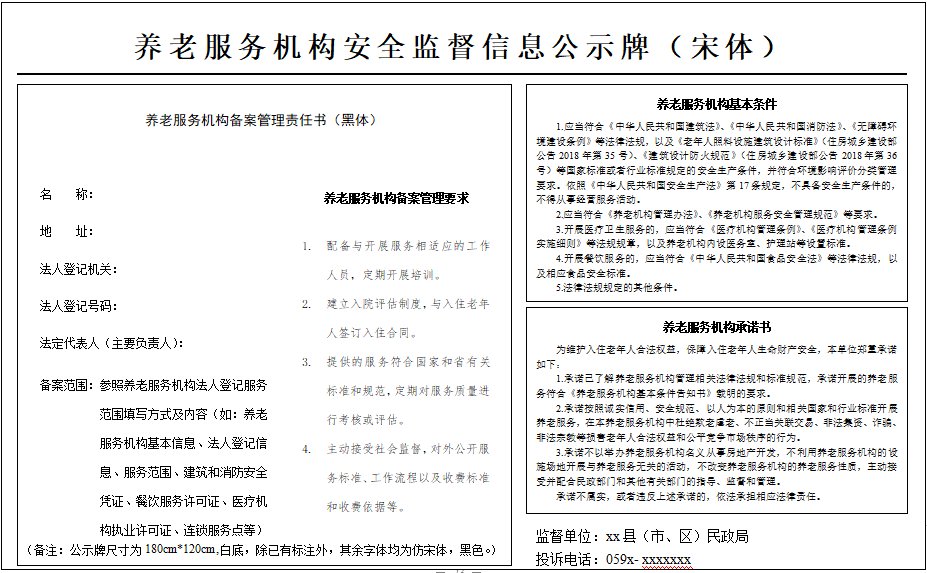 养老服务机构安全监督信息公示牌（宋体）
养老服务机构备案管理责任书（黑体）
名　　称：
地　　址：
法人登记机关：
法人登记号码：
法定代表人（主要负责人）：
备案范围：参照养老服务机构法人登记服务
范围填写方式及内容（如：养老
服务机构基本信息、法人登记信
息、服务范围、建筑和消防安全
凭证、餐饮服务许可证、医疗机
构执业许可证、连锁服务点等）
养老服务机构备案管理要求
1. 配备与开展服务相适应的工作
人员，定期开展培训。
2. 建立入院评估制度，与入住老年
人签订入住合同。
3. 提供的服务符合国家和省有关
标准和规范，定期对服务质量进
行考核或评估。
4. 主动接受社会监督，对外公开服
务标准、工作流程以及收费标准
和收费依据等。
（备注：公示牌尺寸为180cm*120cm,白底，除已有标注外，其余字体均为仿宋体，黑色。）
养老服务机构基本条件
1.应当符合《中华人民共和国建筑法》、《中华人民共和国消防法》、《无障碍环
境建设条例》等法律法规，以及《老年人照料设施建筑设计标准》（住房城乡建设部
公告2018年第35号）、《建筑设计防火规范》（住房城乡建设部公告2018年第36
号）等国家标准或者行业标准规定的安全生产条件，并符合环境影响评价分类管理
要求。依照《中华人民共和国安全生产法》第17条规定，不具备安全生产条件的，
不得从事经营服务活动。
2.应当符合《养老机构管理办法》、《养老机构服务安全管理规范》等要求。
3.开展医疗卫生服务的，应当符合《医疗机构管理条例》、《医疗机构管理条例
实施细则》等法规规章，以及养老机构内设医务室、护理站等设置标准。
4.开展餐饮服务的，应当符合《中华人民共和国食品安全法》等法律法规，以
及相应食品安全标准。
5.法律法规规定的其他条件。
养老服务机构承诺书
为维护入住老年人合法权益，保障入住老年人生命财产安全，本单位郑重承诺
如下：
1.承诺已了解养老服务机构管理相关法律法规和标准规范，承诺开展的养老服
务符合《养老服务机构基本条件告知书》载明的要求。
2.承诺按照诚实信用、安全规范、以人为本的原则和相关国家和行业标准开展
养老服务，在本养老服务机构中杜绝欺老虐老、不正当关联交易、非法集资、诈骗、
非法宗教等损害老年人合法权益和公平竞争市场秩序的行为。
3.承诺不以举办养老服务机构名义从事房地产开发，不利用养老服务机构的设
施场地开展与养老服务无关的活动，不改变养老服务机构的养老服务性质，主动接
受并配合民政部门和其他有关部门的指导、监督和管理。
承诺不属实，或者违反上述承诺的，依法承担相应法律责任。
监督单位：xx县（市、区）民政局
投诉电话：059x- xxxxxxx